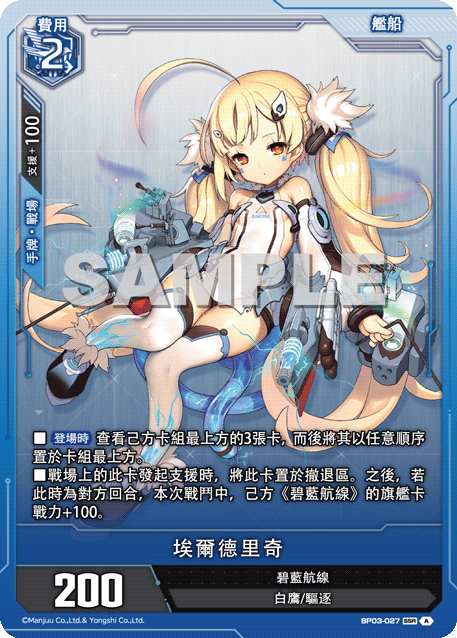 費用
2
艦船
支援+100
手牌・戰場
SAMPLE
■ 登場時 查看己方卡組最上方的3張卡,而後將其以任意順序
置於卡組最上方。
■戰場上的此卡發起支援時,將此卡置於撤退區。之後,若
此時為對方回合,本次戰鬥中,己方《碧藍航線》的旗艦卡
戰力+100。
埃爾德里奇
200
碧藍航線
白鷹/驅逐
©Manjuu Co.,Ltd.& Yongshi Co.,Ltd.
BP03-027 SSR A